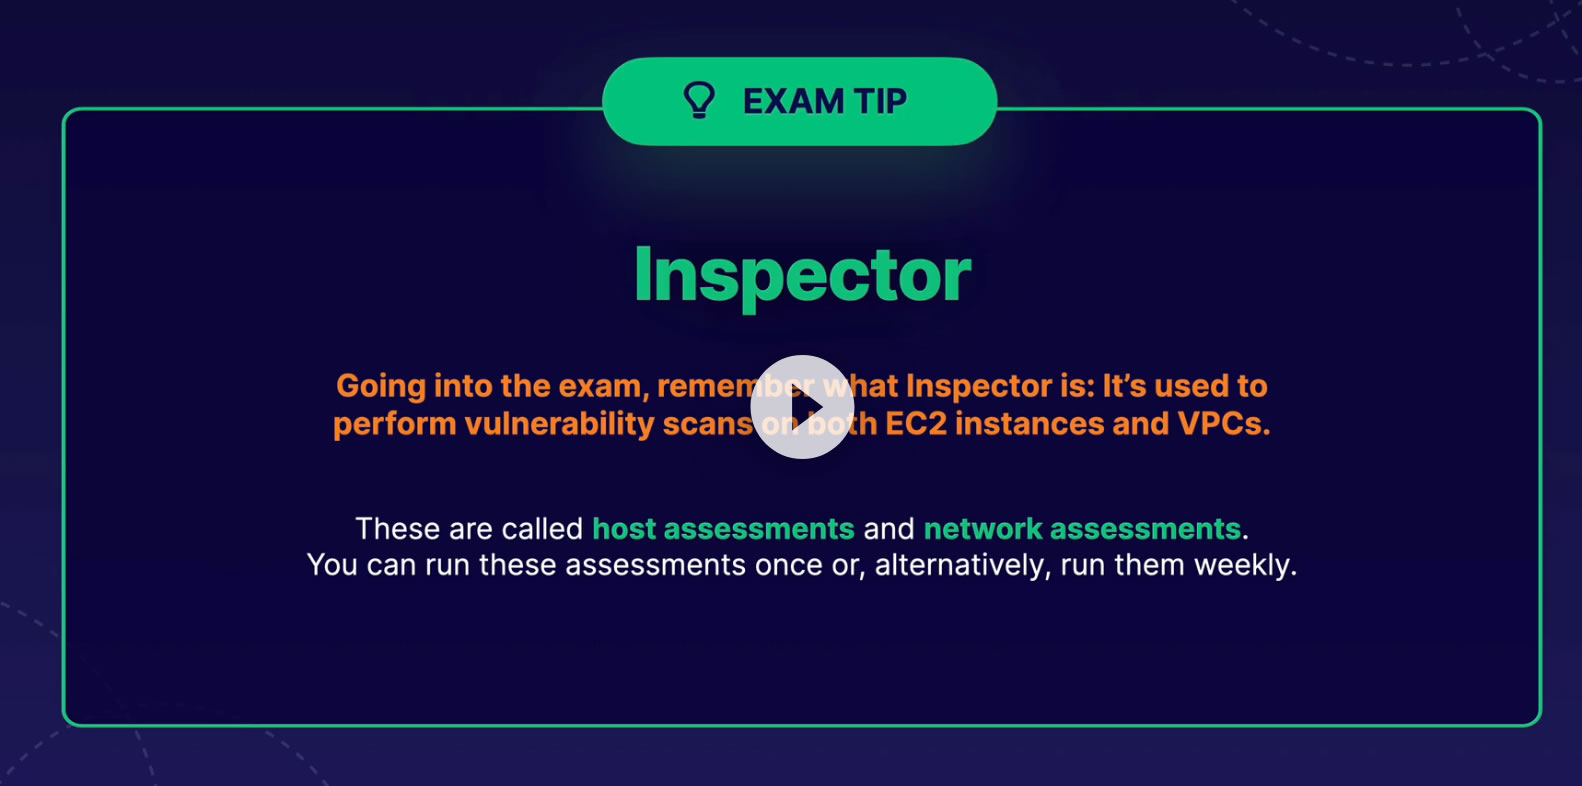 EXAM TIP
Inspector
Going into the exam, remember what Inspector is: It’s used to
perform vulnerability scans on both EC2 instances and VPCs.
These are called host assessments and network assessments.
You can run these assessments once or, alternatively, run them weekly.